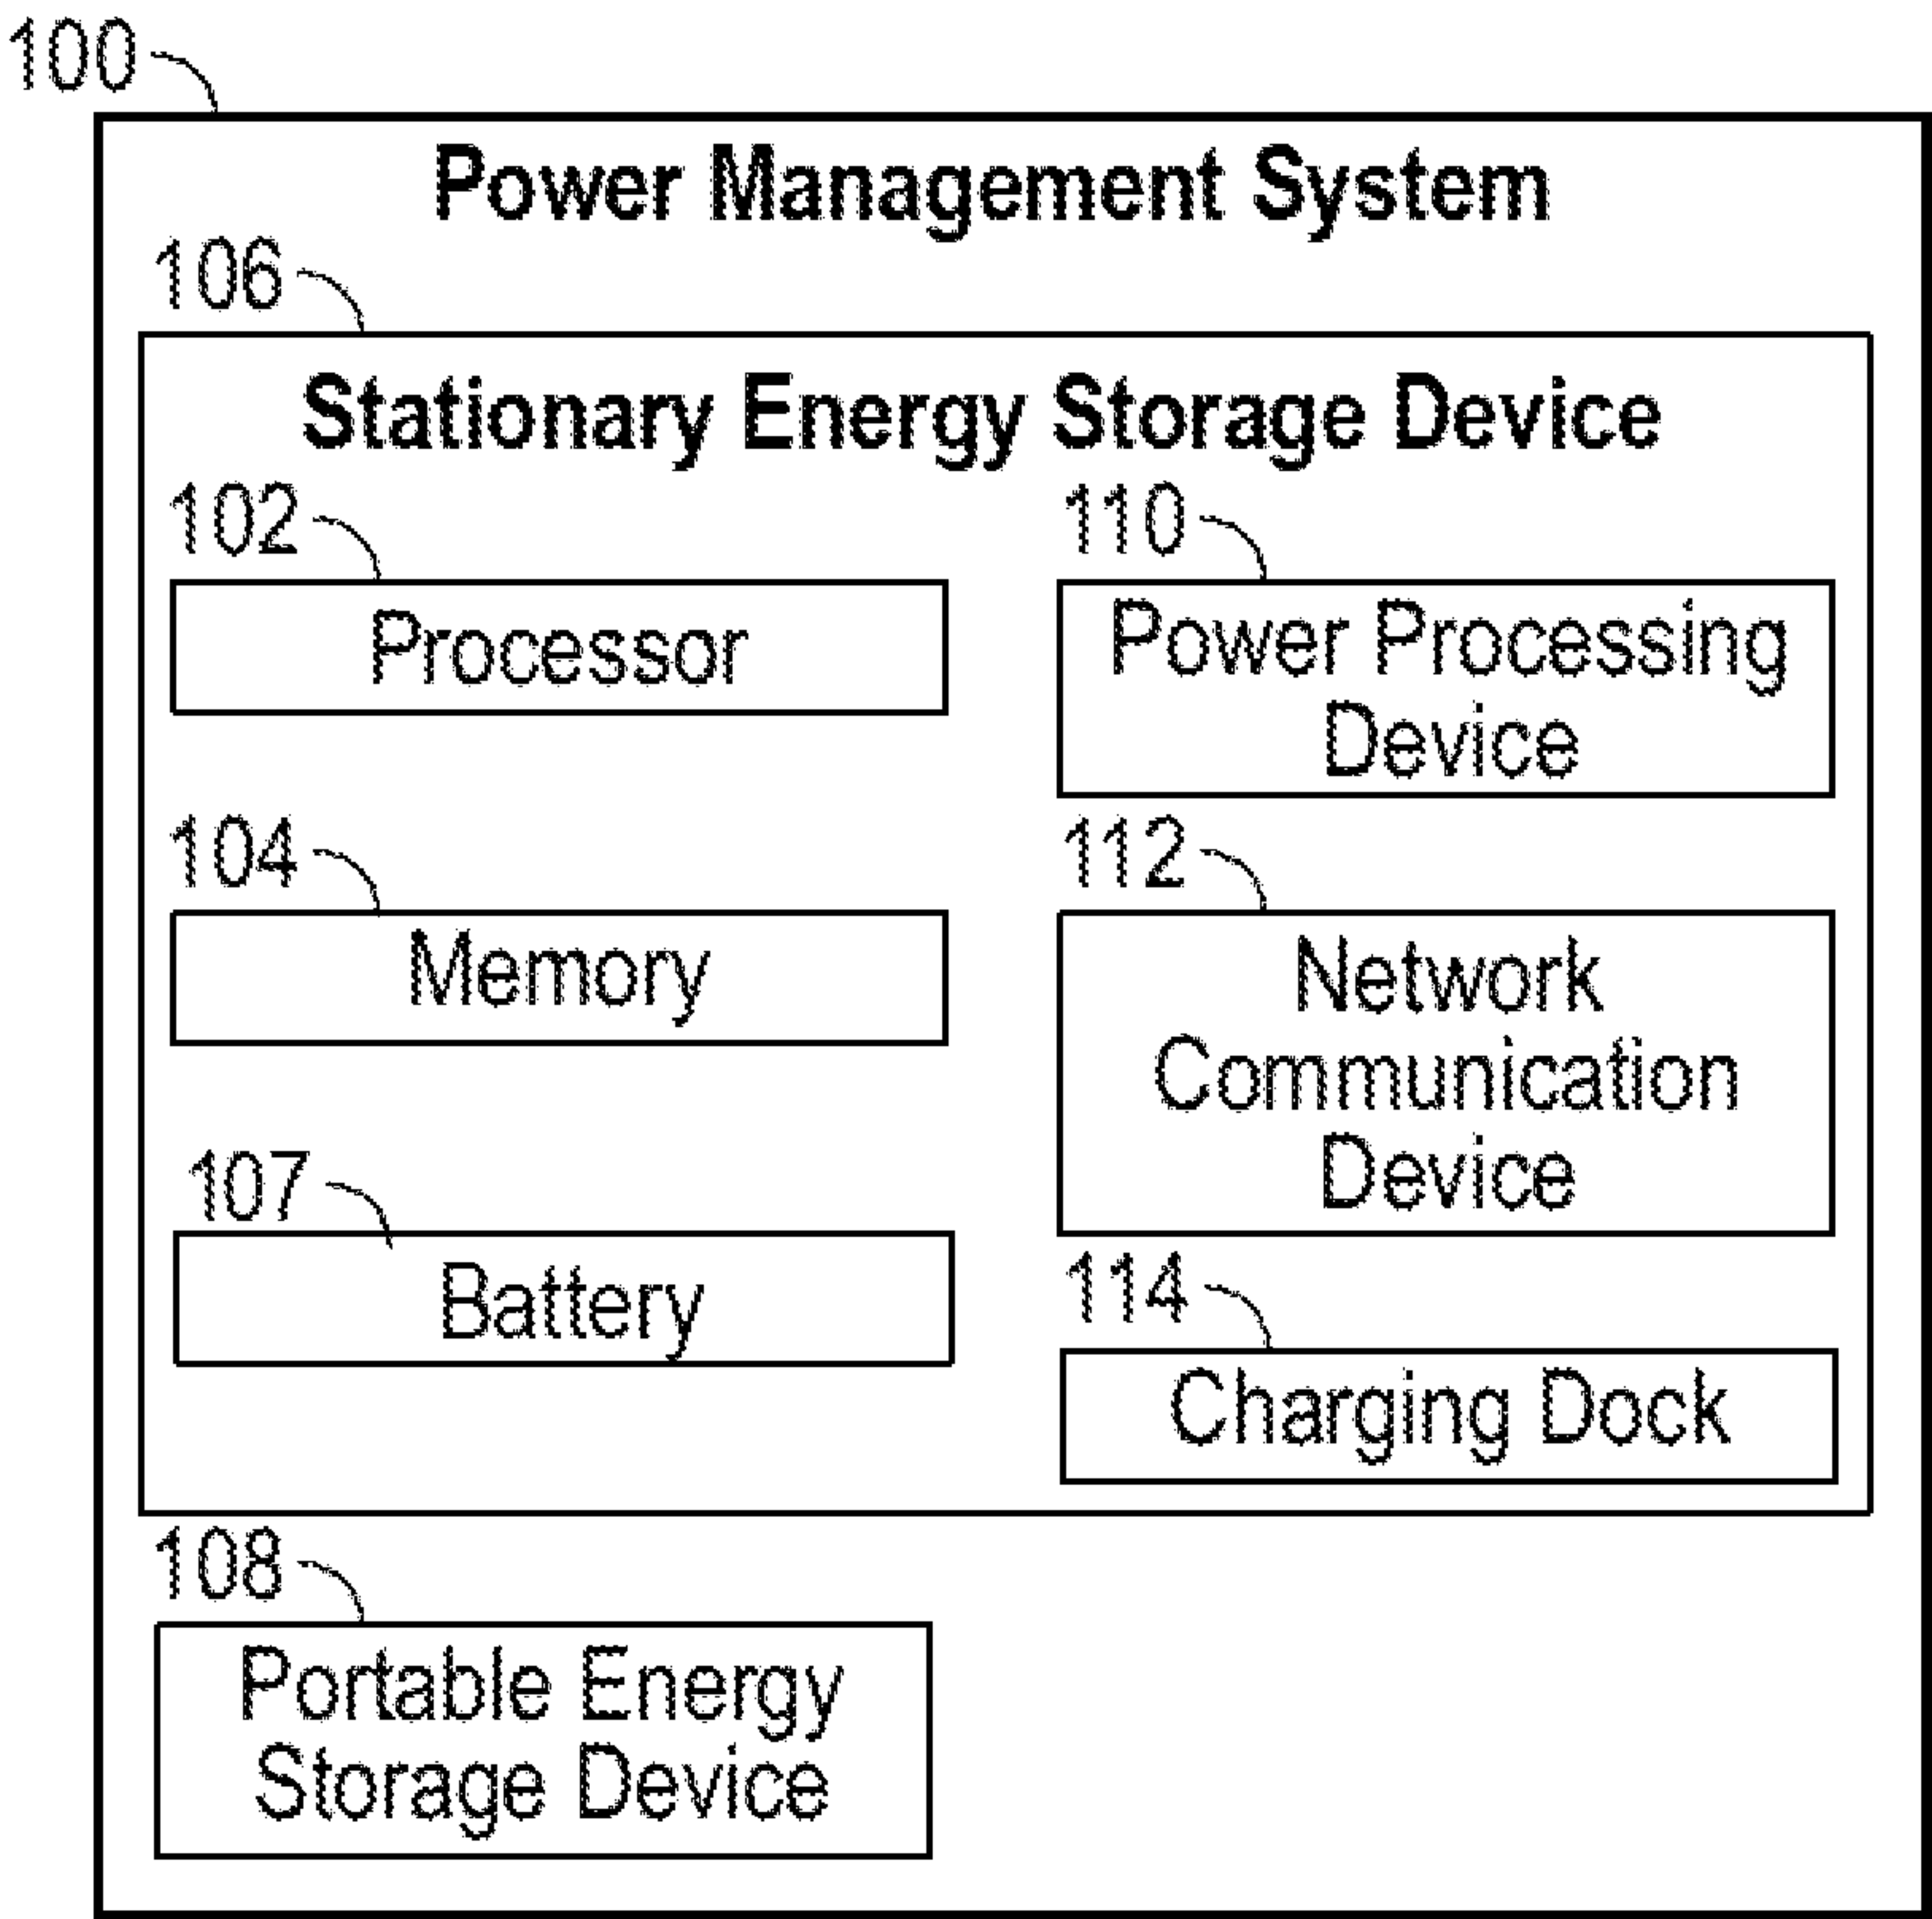 100
Power Management System
106
Stationary Energy Storage Device
102
Processor
110
Power Processing
Device
104
Memory
112
Network
Communication
Device
107
Battery
114
Charging Dock
108
Portable Energy
Storage Device